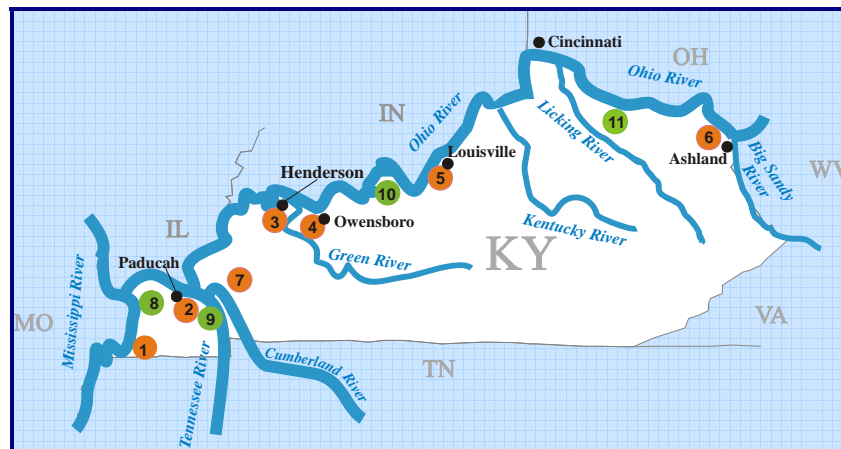 Cincinnati
OH
Ohio River
IN
Ohio River
Licking River
11
6
Ashland
Big Sandy
River
WV
Louisville
5
Henderson
10
3
4
Owensboro
Kentucky River
KY
IL
Green River
Paducah
7
8
2
9
Mississippi River
MO
1
VA
TN
Cumberland River
Tennessee River